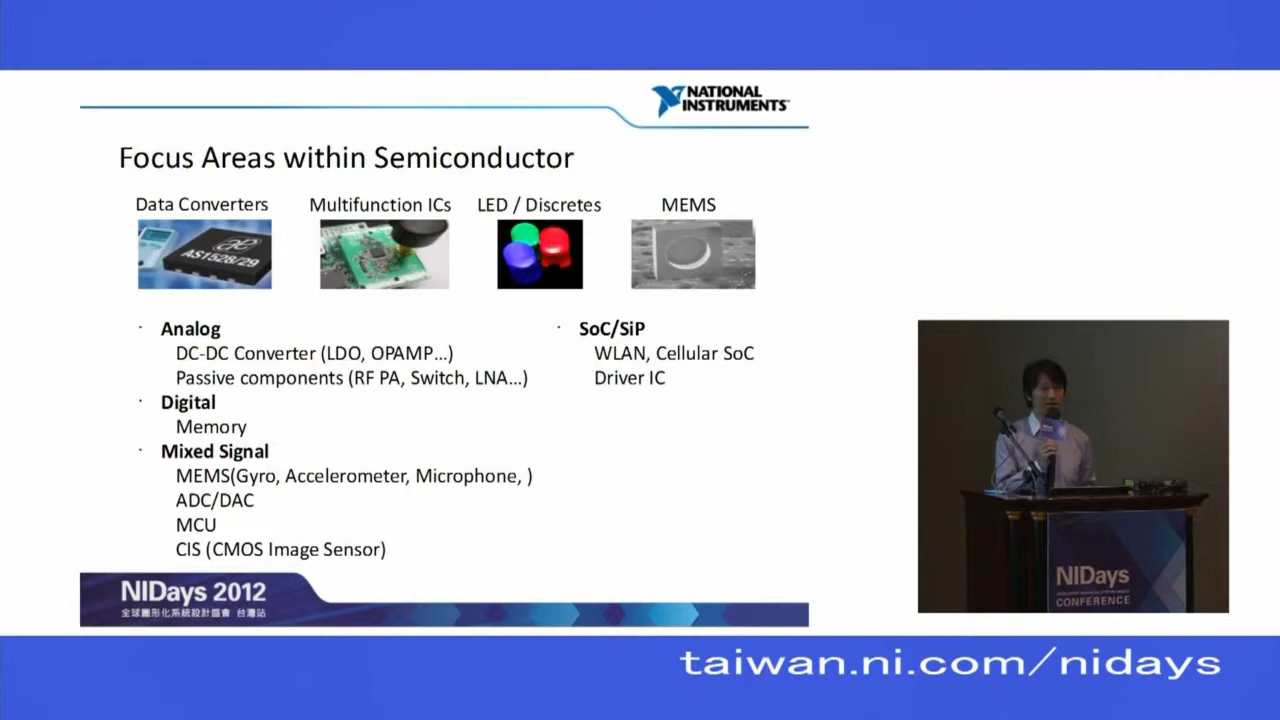 NATIONAL
INSTRUMENTS
Focus Areas within Semiconductor
Data Converters
Multifunction ICs
LED / Discretes
MEMS
AS1528/29
· Analog
DC-DC Converter (LDO, OPAMP...)
Passive components (RF PA, Switch, LNA...)
· Digital
Memory
· Mixed Signal
MEMS(Gyro, Accelerometer, Microphone, )
ADC/DAC
MCU
CIS (CMOS Image Sensor)
· SoC/SiP
WLAN, Cellular SoC
Driver IC
NIDays 2012
全球圖形化系統設計盛會 台灣站
NIDays
CONFERENCE
taiwan.ni.com/nidays